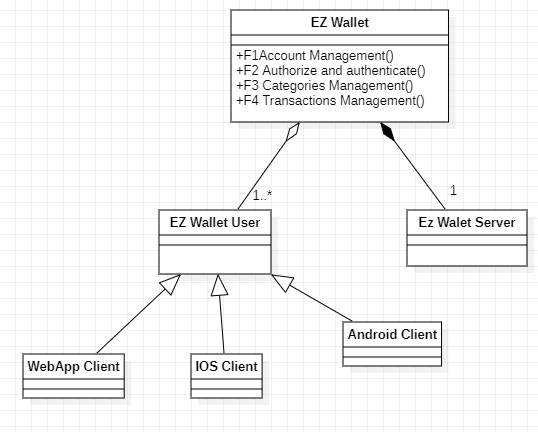 EZ Wallet
+F1Account Management()
+F2 Authorize and authenticate()
+F3 Categories Management()
+F4 Transactions Management()
1..*
1
EZ Wallet User
Ez Walet Server
Android Client
WebApp Client
IOS Client